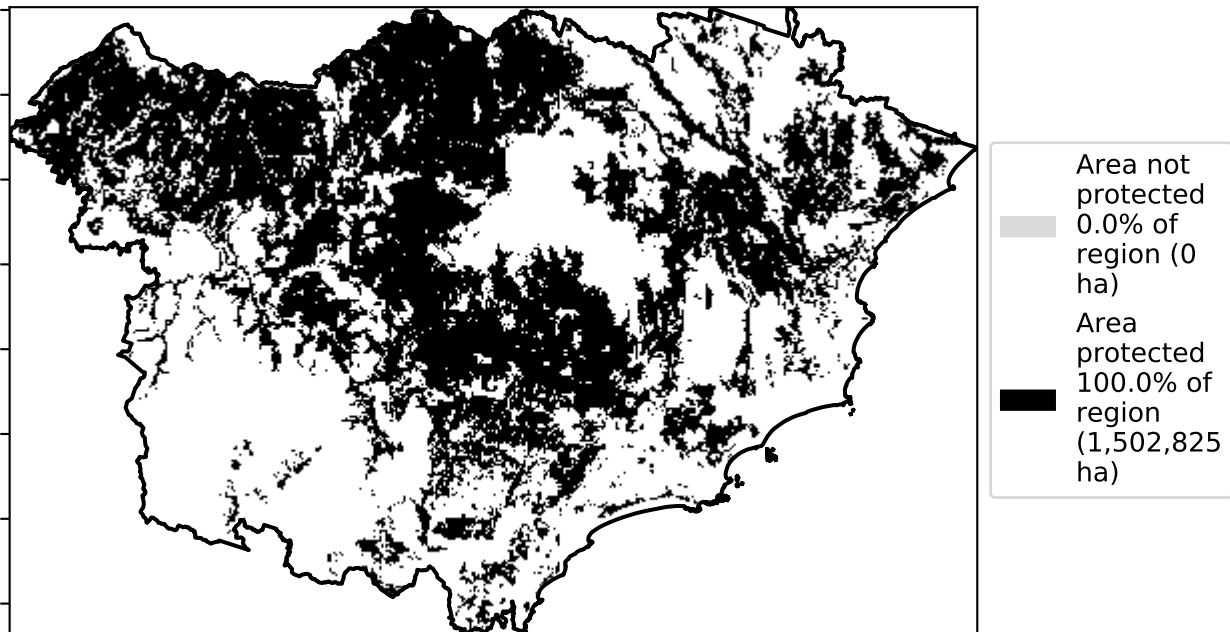 Area not
protected
0.0% of
region (0
ha)
Area
protected
100.0% of
region
(1,502,825
ha)